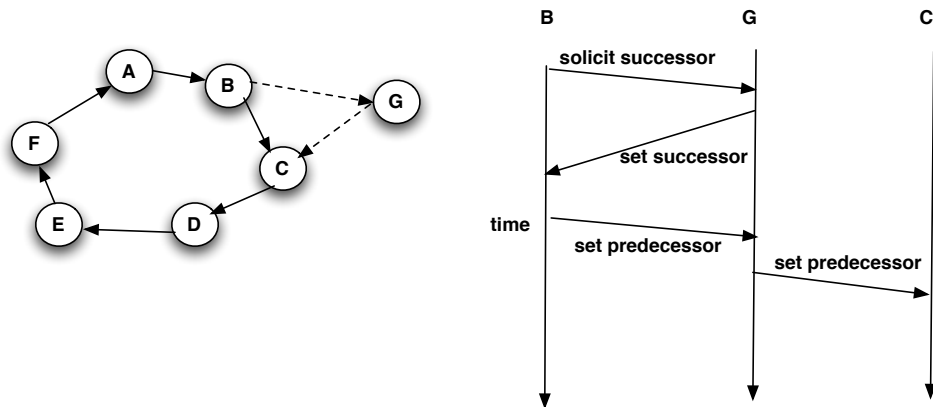 A
B
G
F
C
E
D
B
G
C
solicit successor
set successor
time
set predecessor
set predecessor